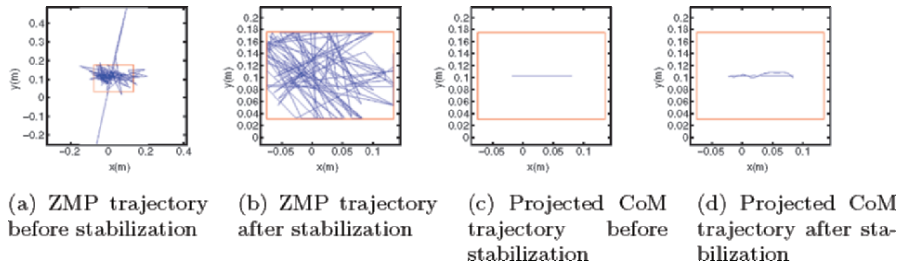 0.4
0.3
0.2
0.1
0
-0.1
-0.2
y(m)
-0.2 0 0.2 0.4
x(m)
0.2
0.18
0.16
0.14
0.12
0.1
0.08
0.06
0.04
0.02
0
y(m)
-0.05 0 0.05 0.1
x(m)
0.2
0.18
0.16
0.14
0.12
0.1
0.08
0.06
0.04
0.02
0
y(m)
-0.05 0 0.05 0.1
x(m)
0.2
0.18
0.16
0.14
0.12
0.1
0.08
0.06
0.04
0.02
0
y(m)
-0.05 0 0.05 0.1
x(m)
(a) ZMP trajectory
before stabilization
(b) ZMP trajectory
after stabilization
(c) Projected CoM
trajectory before
stabilization
(d) Projected CoM
trajectory after sta-
bilization